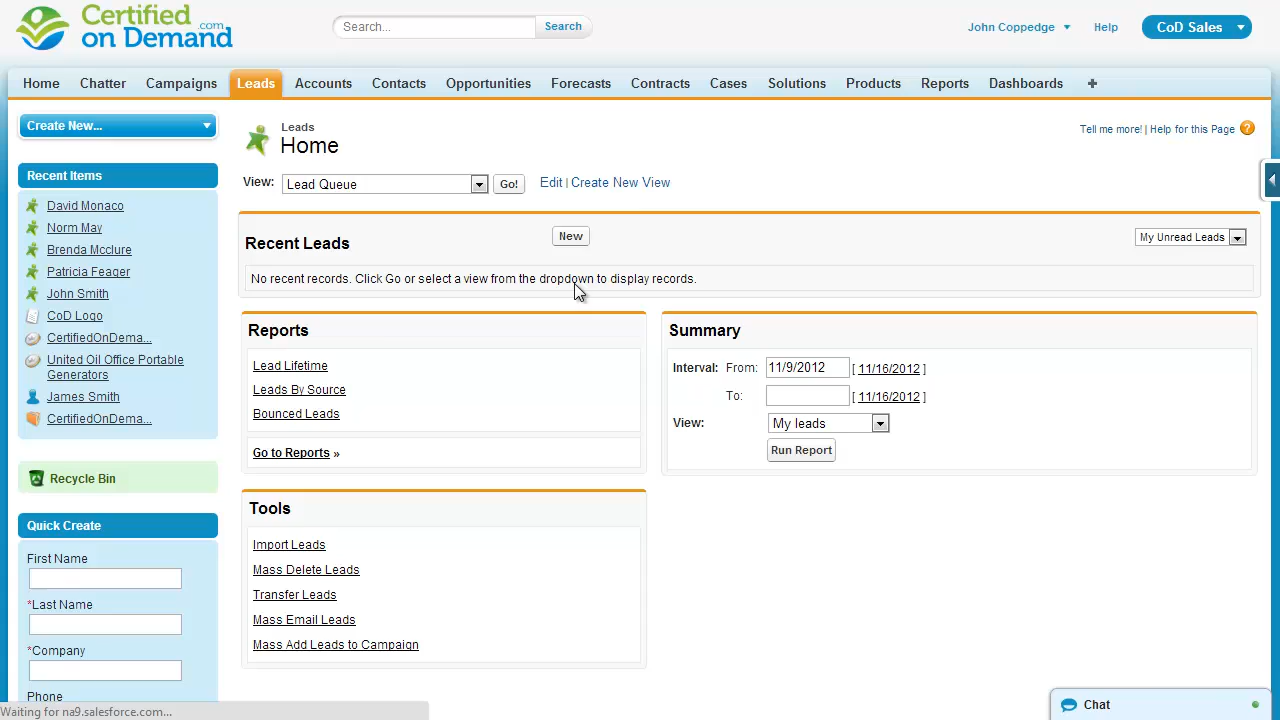 Certified
.com
on Demand
Search...
Search
John Coppedge
Help
CoD Sales
Home
Chatter
Campaigns
Leads
Accounts
Contacts
Opportunities
Forecasts
Contracts
Cases
Solutions
Products
Reports
Dashboards
+
Create New...
Recent Items
David Monaco
Norm May
Brenda Mcclure
Patricia Feager
John Smith
CoD Logo
CertifiedOnDema...
United Oil Office Portable
Generators
James Smith
CertifiedOnDema...
Recycle Bin
Quick Create
First Name
*Last Name
*Company
Phone
Leads
Home
Tell me more! | Help for this Page ?
View: Lead Queue Go! Edit | Create New View
Recent Leads
New
My Unread Leads
No recent records. Click Go or select a view from the dropdown to display records.
Reports
Lead Lifetime
Leads By Source
Bounced Leads
Go to Reports »
Summary
Interval: From: 11/9/2012 [ 11/16/2012 ]
To: [ 11/16/2012 ]
View: My leads
Run Report
Tools
Import Leads
Mass Delete Leads
Transfer Leads
Mass Email Leads
Mass Add Leads to Campaign
Waiting for na9.salesforce.com...
Chat